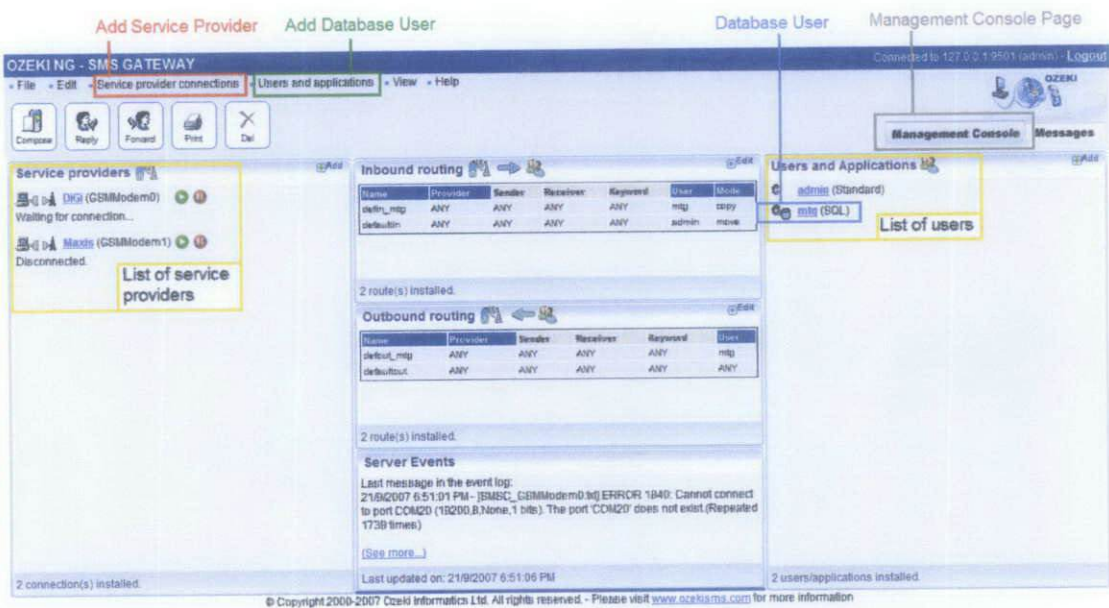 Add Service Provider
Add Database User
Database User
Management Console Page
OZEKI NG - SMS GATEWAY
Connected to 127.0.0.1:9501 (admin) - Logout
File Edit Service provider connections Users and applications View Help
OZEKI
Compose Reply Forward Print Del
Management Console Messages
Service providers
Add
DIGI (GSMModem0)
Waiting for connection...
Maxis (GSMModem1)
Disconnected.
List of service
providers
2 connection(s) installed.
Inbound routing
Edit
Name Provider Sender Receiver Keyword User Mode
defin_mtg ANY ANY ANY ANY mtg copy
defaultin ANY ANY ANY ANY admin move
2 route(s) installed.
Outbound routing
Edit
Name Provider Sender Receiver Keyword User
defout_mtg ANY ANY ANY ANY mtg
defaultout ANY ANY ANY ANY ANY
2 route(s) installed.
Server Events
Last message in the event log:
21/9/2007 6:51:01 PM - [SMSC_GSMModem0.txt] ERROR 1840: Cannot connect
to port COM20 (19200,8,None,1 bits). The port 'COM20' does not exist.(Repeated
1739 times)
(See more...)
Last updated on: 21/9/2007 6:51:06 PM
Users and Applications
Add
admin (Standard)
mtg (SQL)
List of users
2 users/applications installed.
© Copyright 2000-2007 Ozeki Informatics Ltd. All rights reserved. - Please visit www.ozekisms.com for more information